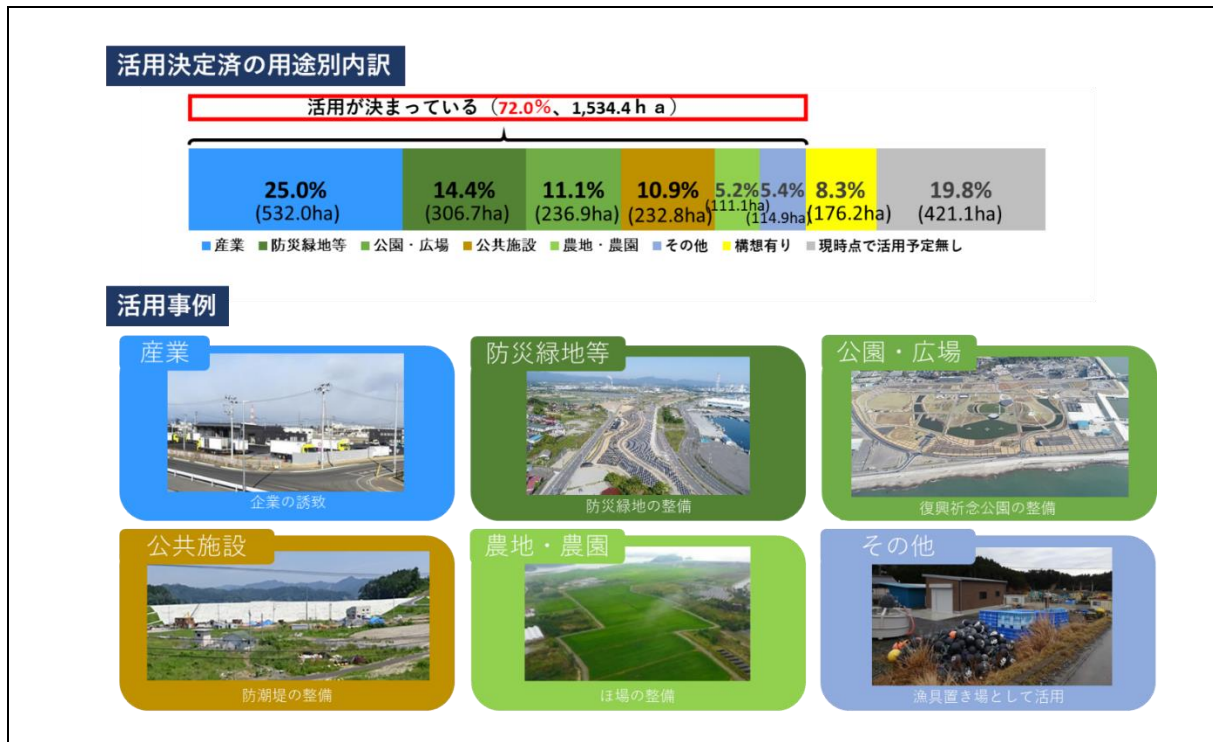 活用決定済の用途別内訳
活用が決まっている（72.0%、1,534.4ｈａ）
25.0% 14.4% 11.1% 10.9% 5.2% 5.4% 8.3% 19.8%
(532.0ha) (306.7ha) (236.9ha) (232.8ha) (111.1ha) (114.9ha) (176.2ha) (421.1ha)
■産業 ■防災緑地等 ■公園・広場 ■公共施設 ■農地・農園 ■その他 ■構想有り ■現時点で活用予定無し
活用事例
産業 防災緑地等 公園・広場
企業の誘致 防災緑地の整備 復興祈念公園の整備
公共施設 農地・農園 その他
防潮堤の整備 ほ場の整備 漁具置き場として活用